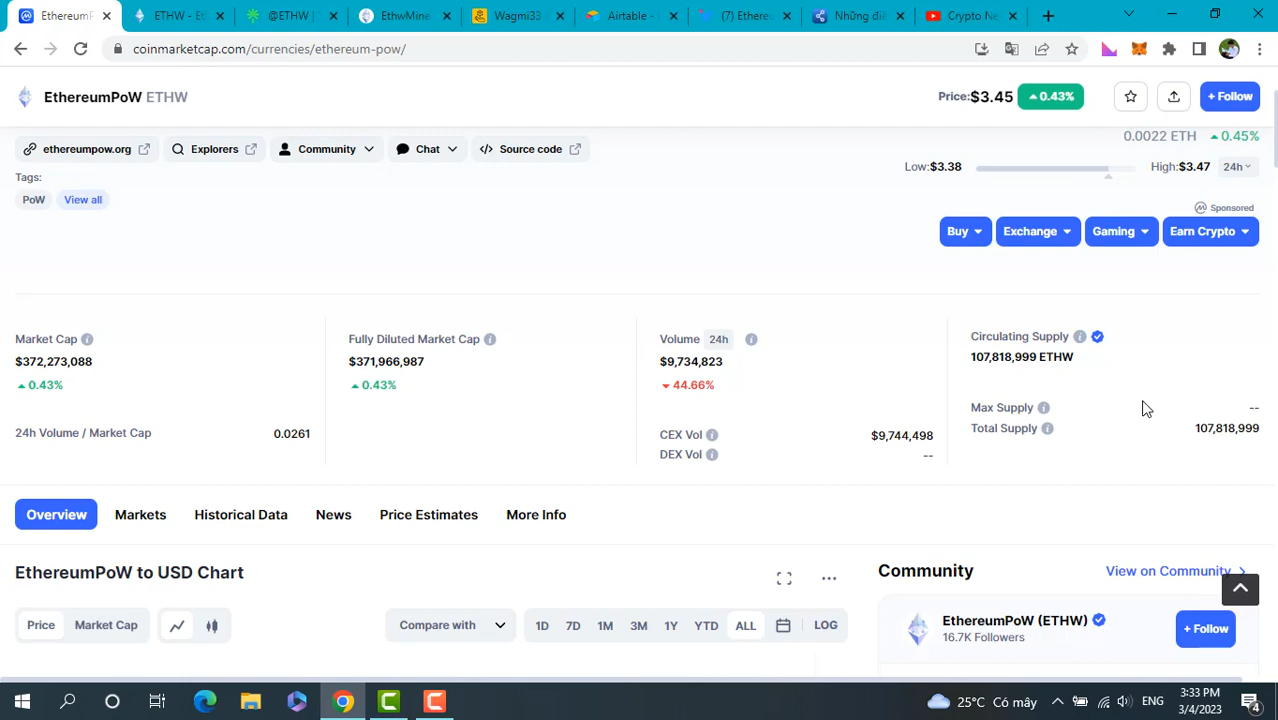 EthereumP
ETHW - Et
@ETHW |
EthwMine
Wagmi33
Airtable -
(7) Ethere
Những điề
Crypto Ne
coinmarketcap.com/currencies/ethereum-pow/
EthereumPoW ETHW
Price:$3.45
0.43%
+ Follow
0.0022 ETH
0.45%
ethereumpow.org
Explorers
Community
Chat
Source code
Low:$3.38
High:$3.47
24h
Tags:
PoW
View all
Sponsored
Buy
Exchange
Gaming
Earn Crypto
Market Cap
$372,273,088
0.43%
24h Volume / Market Cap
0.0261
Fully Diluted Market Cap
$371,966,987
0.43%
Volume
24h
$9,734,823
44.66%
CEX Vol
$9,744,498
DEX Vol
--
Circulating Supply
107,818,999 ETHW
Max Supply
--
Total Supply
107,818,999
Overview
Markets
Historical Data
News
Price Estimates
More Info
EthereumPoW to USD Chart
Price
Market Cap
Compare with
1D
7D
1M
3M
1Y
YTD
ALL
LOG
Community
View on Community
EthereumPoW (ETHW)
16.7K Followers
+ Follow
25°C Có mây
ENG
3:33 PM
3/4/2023
4